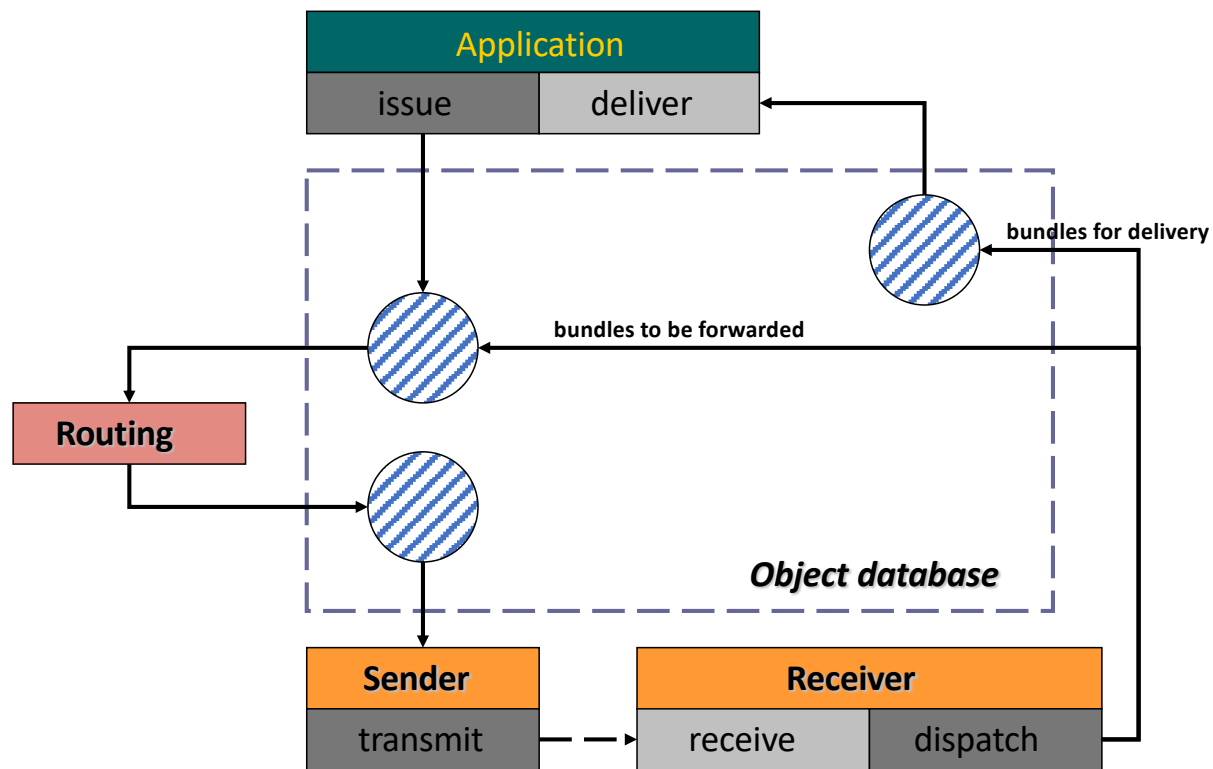 Application
issue
deliver
bundles for delivery
bundles to be forwarded
Routing
Object database
Sender
Receiver
transmit
receive
dispatch